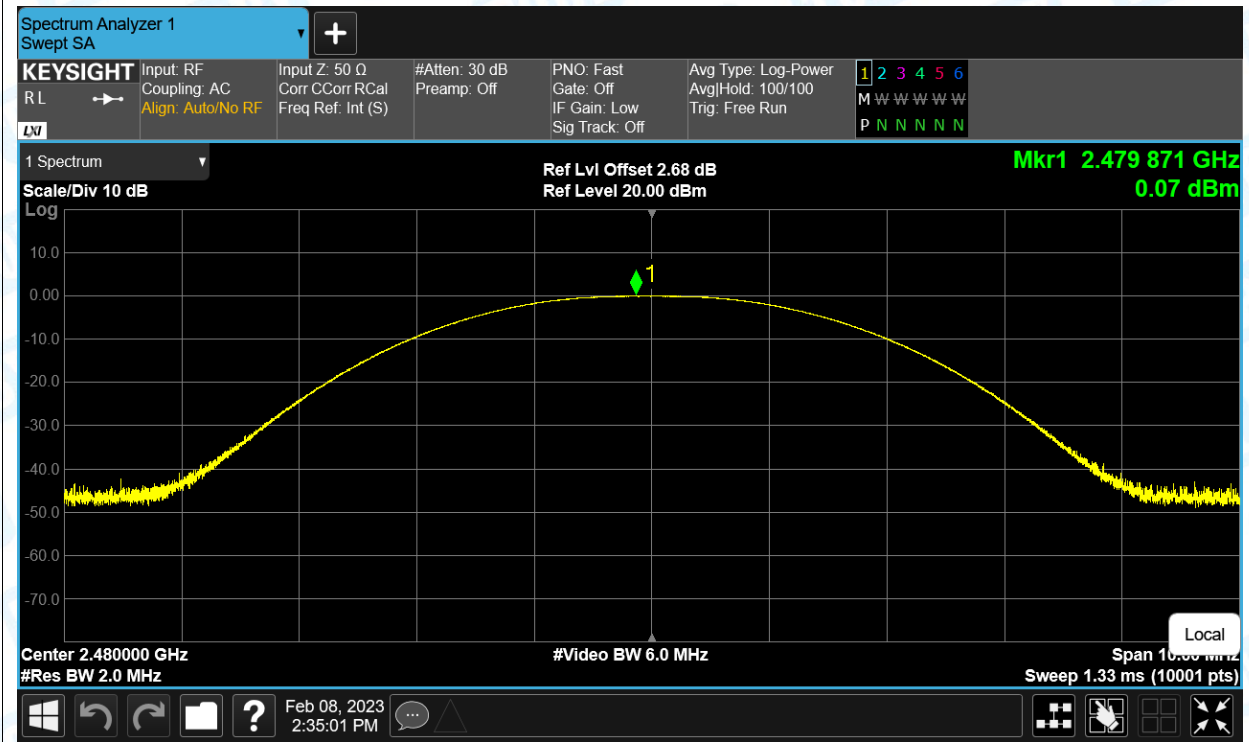 Spectrum Analyzer 1
Swept SA
KEYSIGHT
R L
LXI
Input: RF
Coupling: AC
Align: Auto/No RF
Input Z: 50 Ω
Corr CCorr RCal
Freq Ref: Int (S)
#Atten: 30 dB
Preamp: Off
PNO: Fast
Gate: Off
IF Gain: Low
Sig Track: Off
Avg Type: Log-Power
Avg|Hold: 100/100
Trig: Free Run
1 2 3 4 5 6
M W W W W W
P N N N N N
1 Spectrum
Scale/Div 10 dB
Log
Ref Lvl Offset 2.68 dB
Ref Level 20.00 dBm
Mkr1 2.479 871 GHz
0.07 dBm
1
10.0
0.00
-10.0
-20.0
-30.0
-40.0
-50.0
-60.0
-70.0
Local
Center 2.480000 GHz
#Video BW 6.0 MHz
Span 10.00 MHz
#Res BW 2.0 MHz
Sweep 1.33 ms (10001 pts)
?
Feb 08, 2023
2:35:01 PM